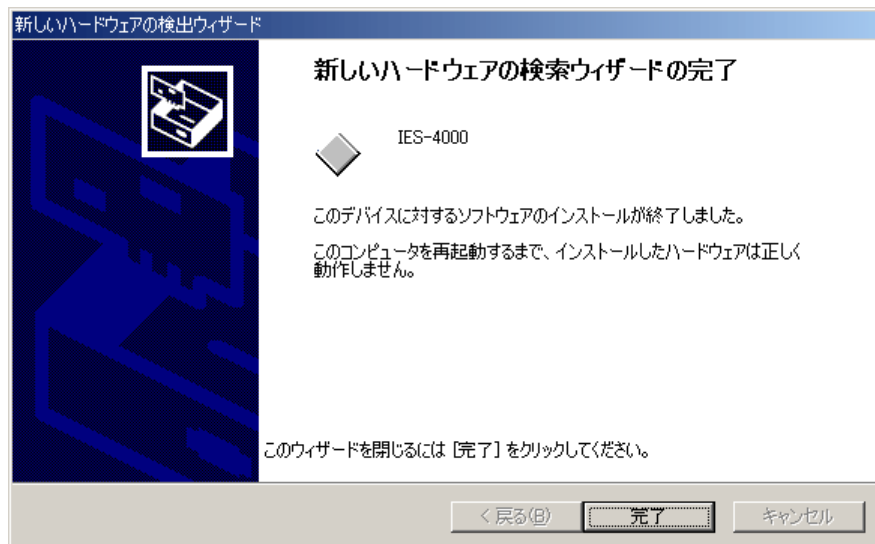 新しいハードウェアの検出ウィザード
新しいハードウェアの検索ウィザードの完了
IES-4000
このデバイスに対するソフトウェアのインストールが終了しました。
このコンピュータを再起動するまで、インストールしたハードウェアは正しく
動作しません。
このウィザードを閉じるには [完了] をクリックしてください。
< 戻る(B) 完了 キャンセル